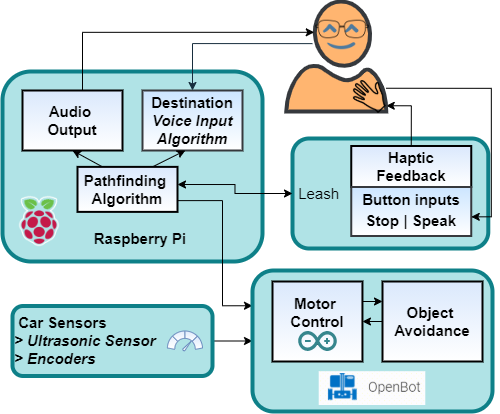 Audio
Output
Destination
Voice Input
Algorithm
Pathfinding
Algorithm
Raspberry Pi
Haptic
Feedback
Leash
Button inputs
Stop | Speak
Car Sensors
> Ultrasonic Sensor
> Encoders
Motor
Control
Object
Avoidance
OpenBot